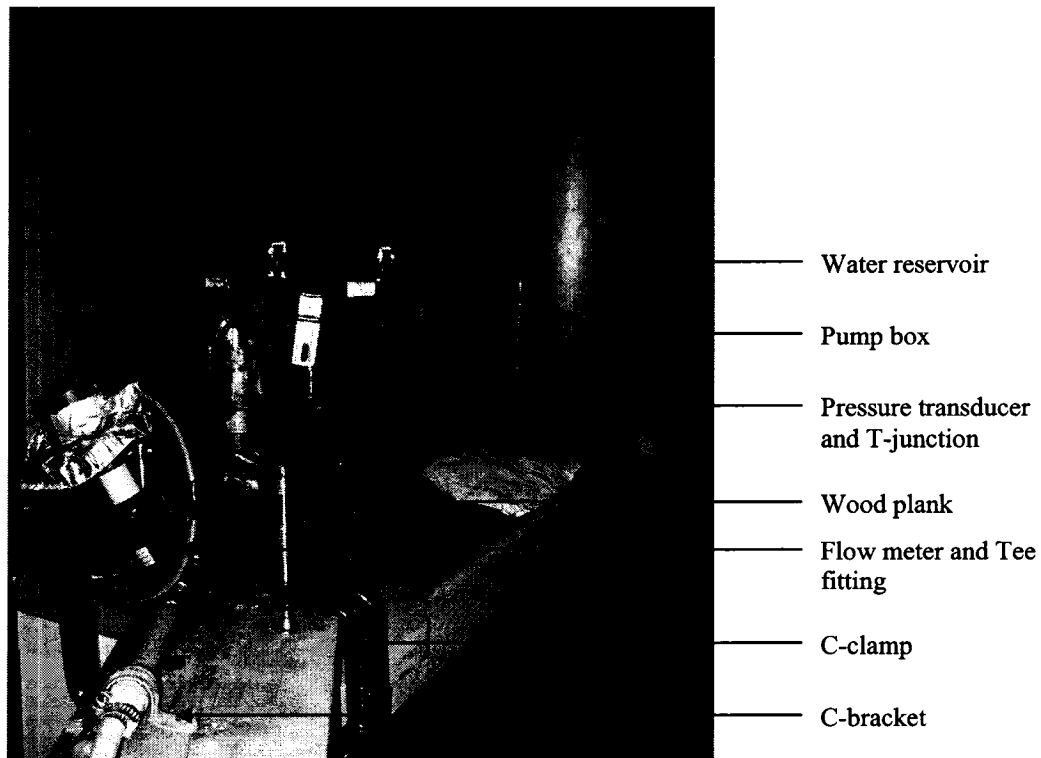 Water reservoir
Pump box
Pressure transducer
and T-junction
Wood plank
Flow meter and Tee
fitting
C-clamp
C-bracket